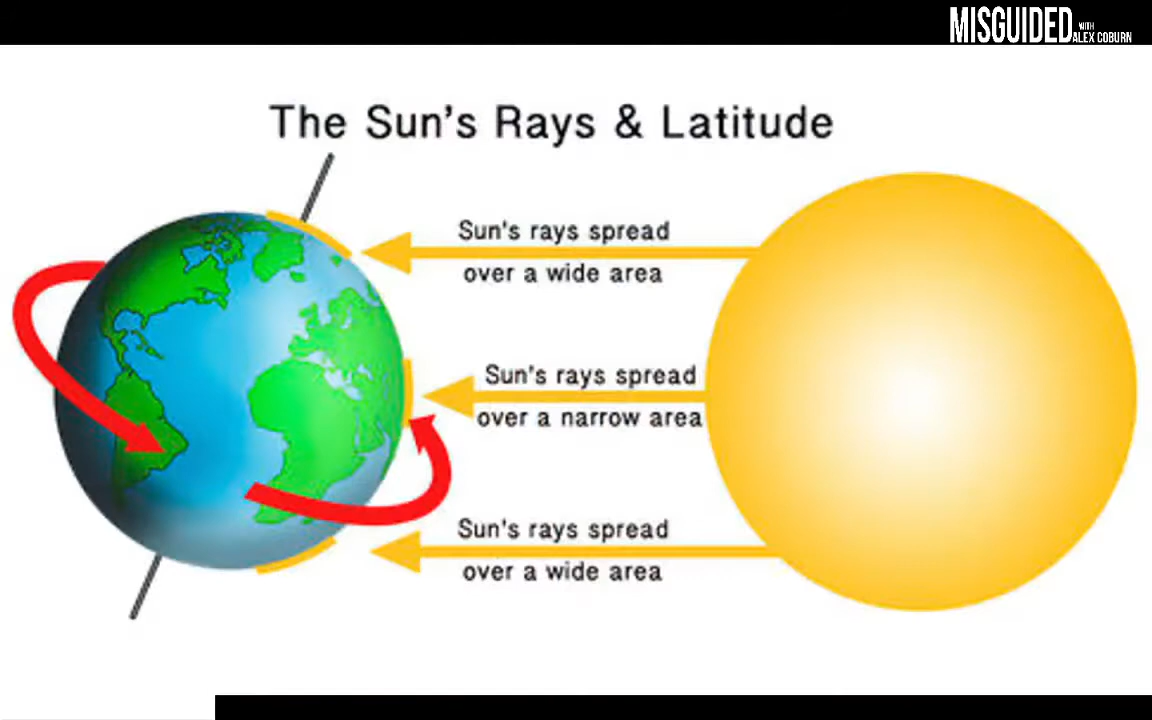 MISGUIDED WITH ALEX COBURN
The Sun's Rays & Latitude
Sun's rays spread
over a wide area
Sun's rays spread
over a narrow area
Sun's rays spread
over a wide area